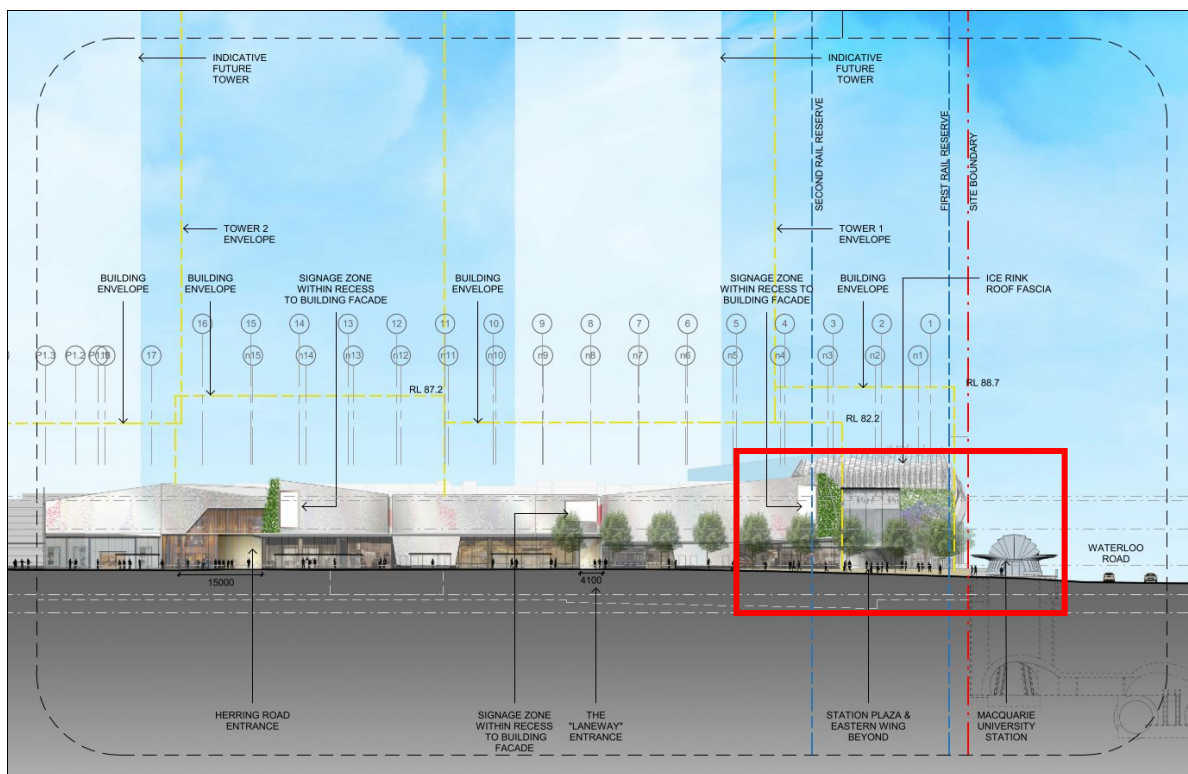 INDICATIVE
FUTURE
TOWER
INDICATIVE
FUTURE
TOWER
SECOND RAIL RESERVE
FIRST RAIL RESERVE
SITE BOUNDARY
TOWER 2
ENVELOPE
TOWER 1
ENVELOPE
BUILDING
ENVELOPE
BUILDING
ENVELOPE
SIGNAGE ZONE
WITHIN RECESS
TO BUILDING FACADE
BUILDING
ENVELOPE
SIGNAGE ZONE
WITHIN RECESS TO
BUILDING FACADE
BUILDING
ENVELOPE
ICE RINK
ROOF FASCIA
16 15 14 13 12 11 10 9 8 7 6 5 4 3 2 1
P1.3 P1.2 17 n15 n14 n13 n12 n11 n10 n9 n8 n7 n6 n5 n4 n3 n2 n1
RL 87.2
RL 88.7
RL 82.2
WATERLOO
ROAD
15000
4100
HERRING ROAD
ENTRANCE
SIGNAGE ZONE
WITHIN RECESS
TO BUILDING
FACADE
THE
"LANEWAY"
ENTRANCE
STATION PLAZA &
EASTERN WING
BEYOND
MACQUARIE
UNIVERSITY
STATION